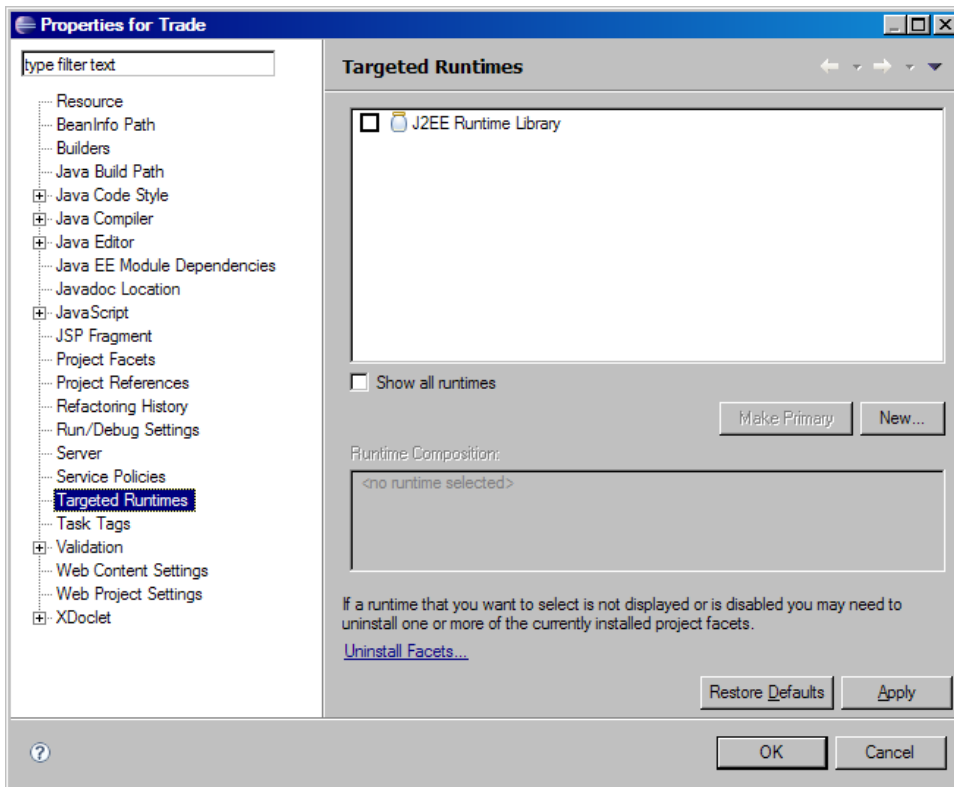 Properties for Trade
type filter text
Targeted Runtimes
Resource
BeanInfo Path
Builders
Java Build Path
Java Code Style
Java Compiler
Java Editor
Java EE Module Dependencies
Javadoc Location
JavaScript
JSP Fragment
Project Facets
Project References
Refactoring History
Run/Debug Settings
Server
Service Policies
Targeted Runtimes
Task Tags
Validation
Web Content Settings
Web Project Settings
XDoclet
J2EE Runtime Library
Show all runtimes
Make Primary
New...
Runtime Composition:
<no runtime selected>
If a runtime that you want to select is not displayed or is disabled you may need to
uninstall one or more of the currently installed project facets.
Uninstall Facets...
Restore Defaults
Apply
?
OK
Cancel